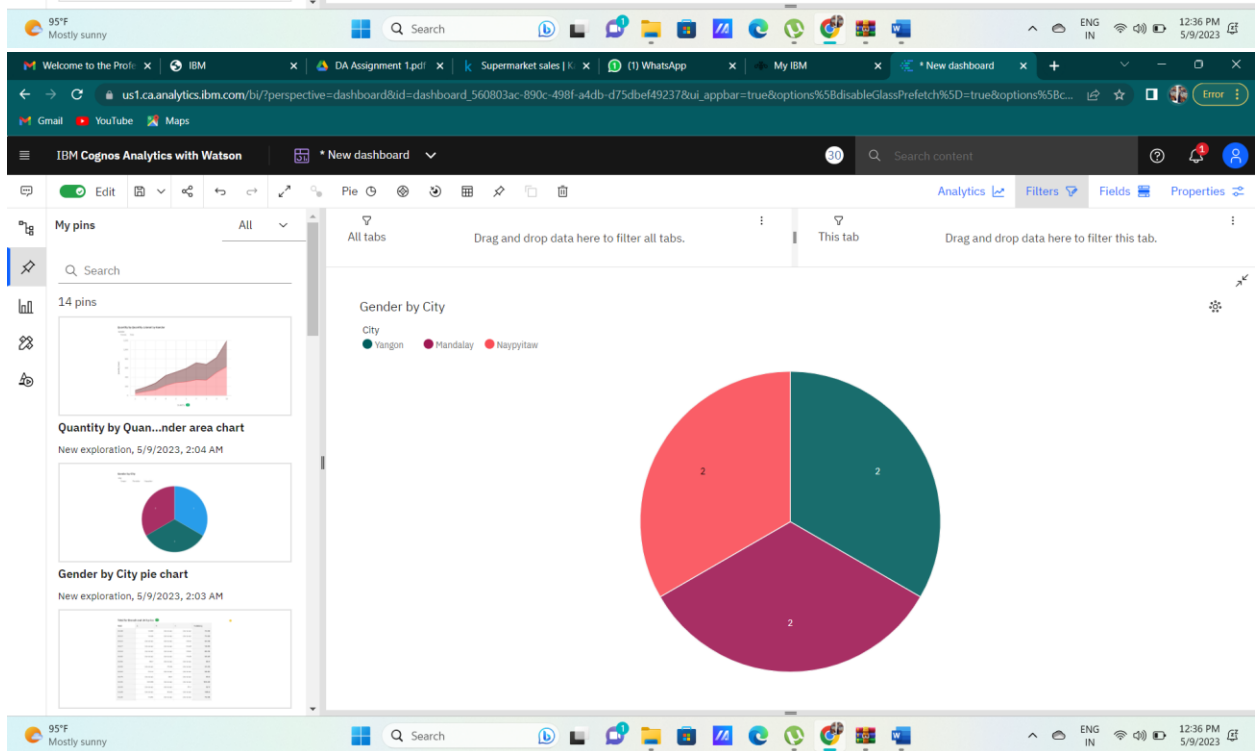 95°F
Mostly sunny
Search
ENG
IN
12:36 PM
5/9/2023
Welcome to the Profe
IBM
DA Assignment 1.pdf
Supermarket sales | K
(1) WhatsApp
My IBM
* New dashboard
us1.ca.analytics.ibm.com/bi/?perspective=dashboard&id=dashboard_560803ac-890c-498f-a4db-d75dbef49237&ui_appbar=true&options%5BdisableGlassPrefetch%5D=true&options%5Bc...
Error
Gmail
YouTube
Maps
IBM Cognos Analytics with Watson
* New dashboard
30
Search content
1
Edit
Pie
Analytics
Filters
Fields
Properties
My pins
All
All tabs
Drag and drop data here to filter all tabs.
This tab
Drag and drop data here to filter this tab.
Search
14 pins
Gender by City
City
Yangon
Mandalay
Naypyitaw
2
2
2
Quantity by Quan...nder area chart
New exploration, 5/9/2023, 2:04 AM
Gender by City pie chart
New exploration, 5/9/2023, 2:03 AM
95°F
Mostly sunny
Search
ENG
IN
12:36 PM
5/9/2023